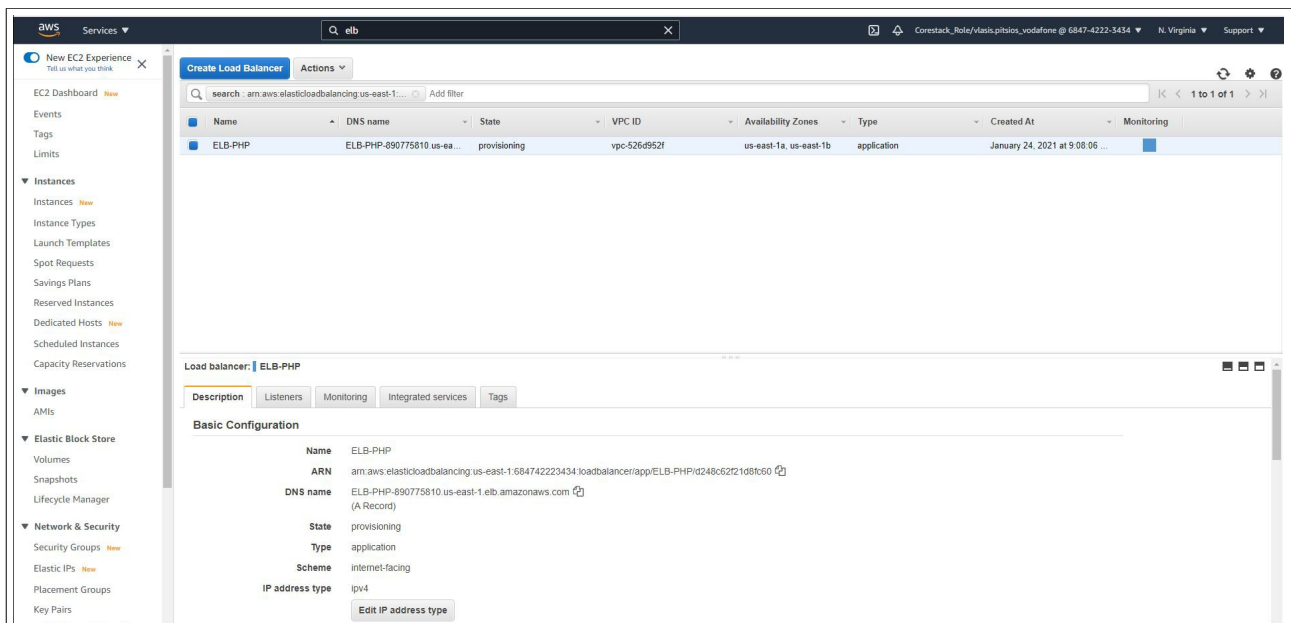 aws Services ▼ elb Corestack_Role/vlasis.pitsios_vodafone @ 6847-4222-3434 ▼ N. Virginia ▼ Support ▼
New EC2 Experience
Tell us what you think
EC2 Dashboard New
Events
Tags
Limits
Instances
Instances New
Instance Types
Launch Templates
Spot Requests
Savings Plans
Reserved Instances
Dedicated Hosts New
Scheduled Instances
Capacity Reservations
Images
AMIs
Elastic Block Store
Volumes
Snapshots
Lifecycle Manager
Network & Security
Security Groups New
Elastic IPs New
Placement Groups
Key Pairs
Create Load Balancer Actions
search : arn:aws:elasticloadbalancing:us-east-1:... Add filter 1 to 1 of 1
Name DNS name State VPC ID Availability Zones Type Created At Monitoring
ELB-PHP ELB-PHP-890775810.us-ea... provisioning vpc-526d952f us-east-1a, us-east-1b application January 24, 2021 at 9:08:06 ...
Load balancer: ELB-PHP
Description Listeners Monitoring Integrated services Tags
Basic Configuration
Name ELB-PHP
ARN arn:aws:elasticloadbalancing:us-east-1:684742223434:loadbalancer/app/ELB-PHP/d248c62f21d8fc60
DNS name ELB-PHP-890775810.us-east-1.elb.amazonaws.com
(A Record)
State provisioning
Type application
Scheme internet-facing
IP address type ipv4
Edit IP address type